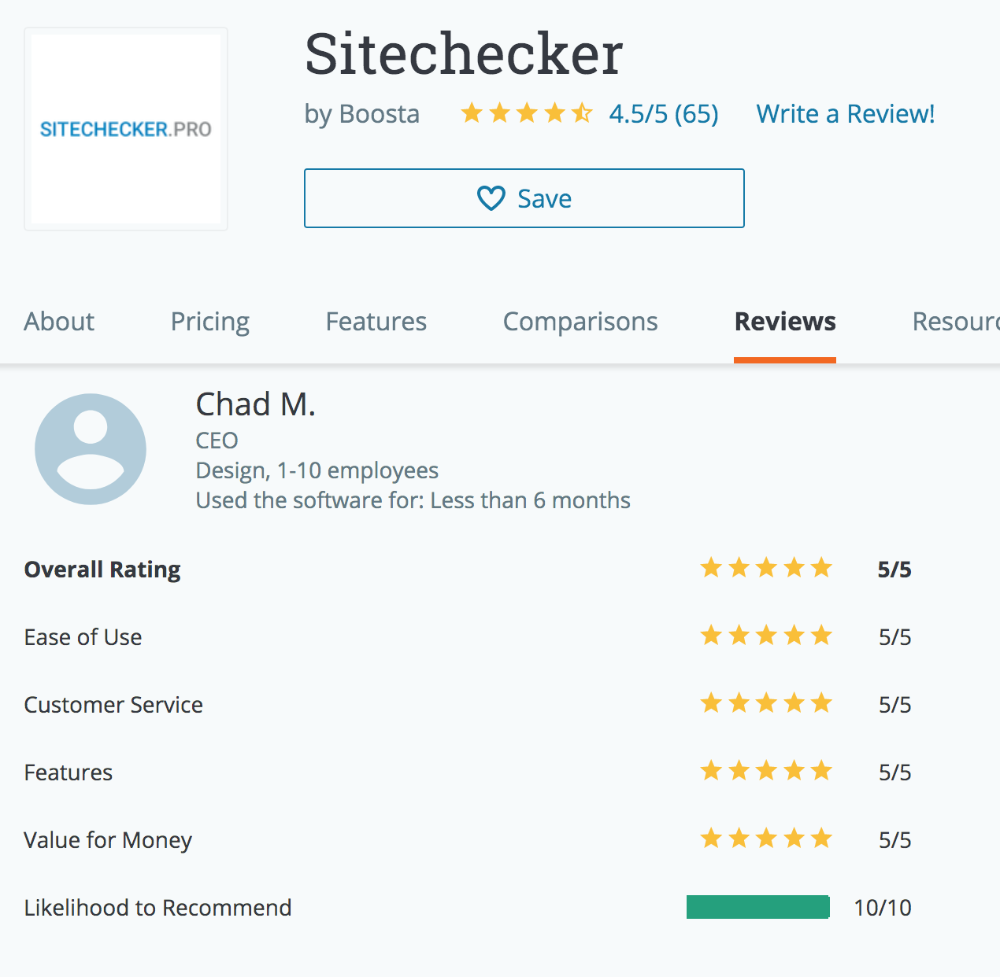 SITECHECKER.PRO
Sitechecker
by Boosta 4.5/5 (65) Write a Review!
Save
About Pricing Features Comparisons Reviews Resourc
Chad M.
CEO
Design, 1-10 employees
Used the software for: Less than 6 months
Overall Rating 5/5
Ease of Use 5/5
Customer Service 5/5
Features 5/5
Value for Money 5/5
Likelihood to Recommend 10/10